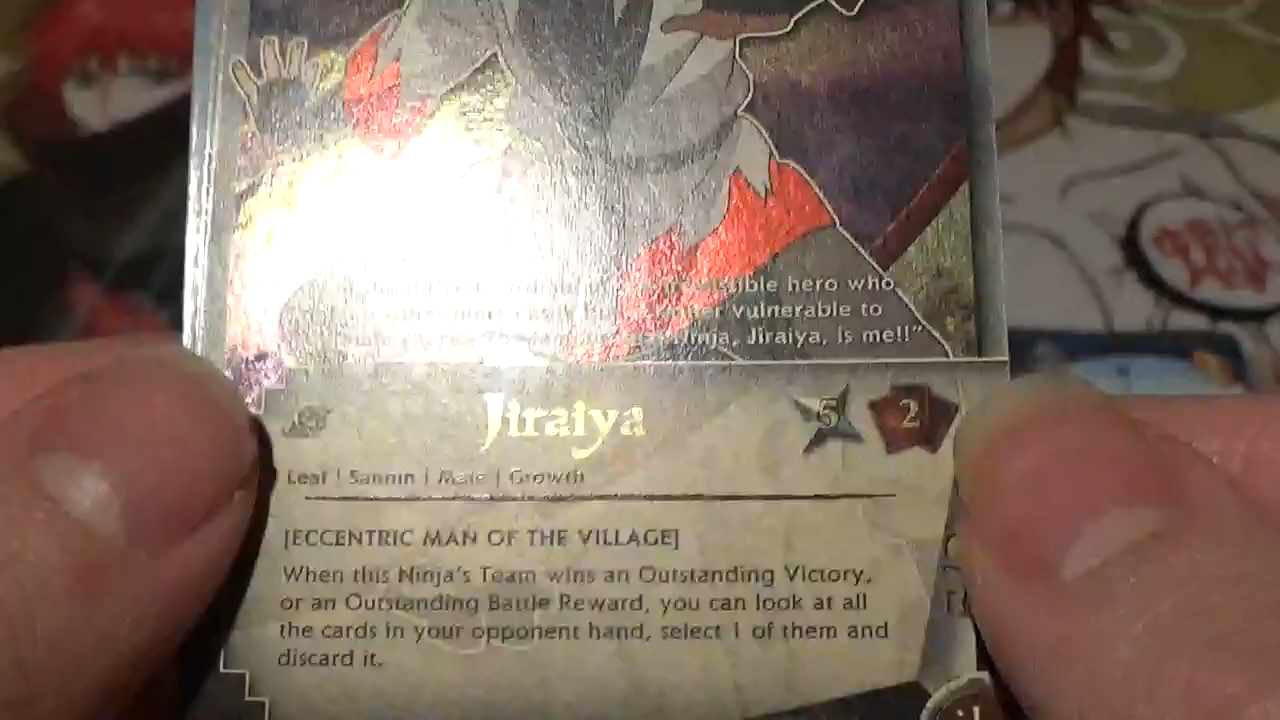 sible hero who
vulnerable to
Ninja, Jiraiya, is me!!"
Jiraiya 5 2
Leaf | Sannin | Male | Growth
[ECCENTRIC MAN OF THE VILLAGE]
When this Ninja's Team wins an Outstanding Victory,
or an Outstanding Battle Reward, you can look at all
the cards in your opponent hand, select 1 of them and
discard it.